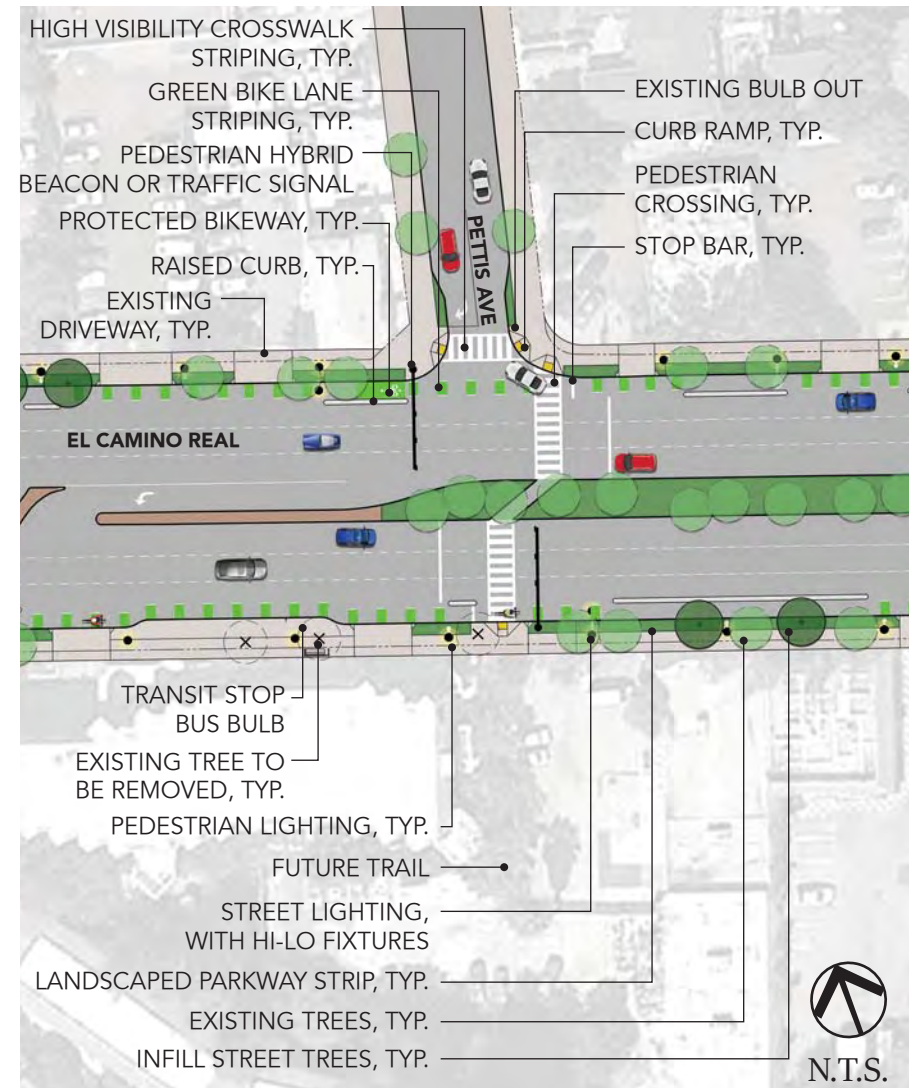 HIGH VISIBILITY CROSSWALK
STRIPING, TYP.
GREEN BIKE LANE
STRIPING, TYP.
PEDESTRIAN HYBRID
BEACON OR TRAFFIC SIGNAL
PROTECTED BIKEWAY, TYP.
RAISED CURB, TYP.
EXISTING
DRIVEWAY, TYP.
EXISTING BULB OUT
CURB RAMP, TYP.
PEDESTRIAN
CROSSING, TYP.
STOP BAR, TYP.
PETTIS AVE
EL CAMINO REAL
TRANSIT STOP
BUS BULB
EXISTING TREE TO
BE REMOVED, TYP.
PEDESTRIAN LIGHTING, TYP.
FUTURE TRAIL
STREET LIGHTING,
WITH HI-LO FIXTURES
LANDSCAPED PARKWAY STRIP, TYP.
EXISTING TREES, TYP.
INFILL STREET TREES, TYP.
N.T.S.